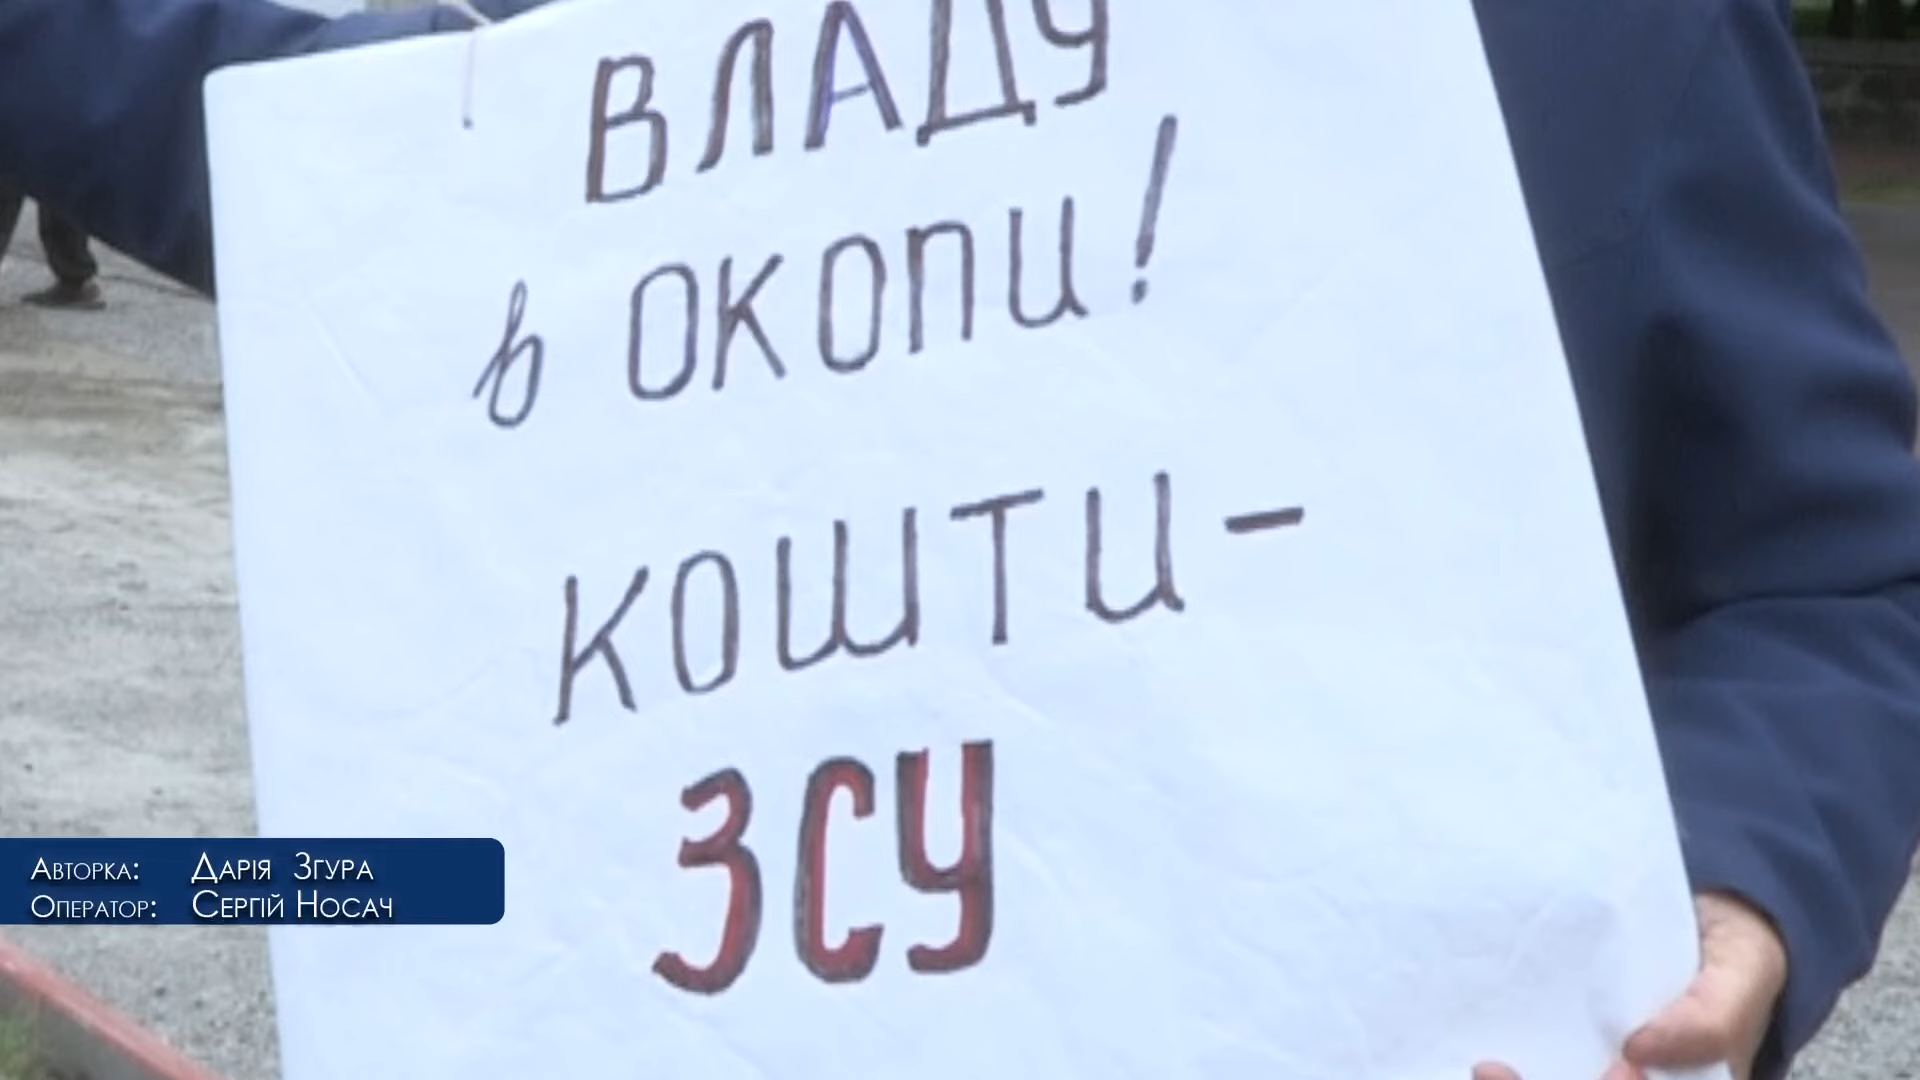 ВЛАДУ
в ОКОПИ!
КОШТИ -
ЗСУ
Авторка: Дарія Згура
Оператор: Сергій Носач